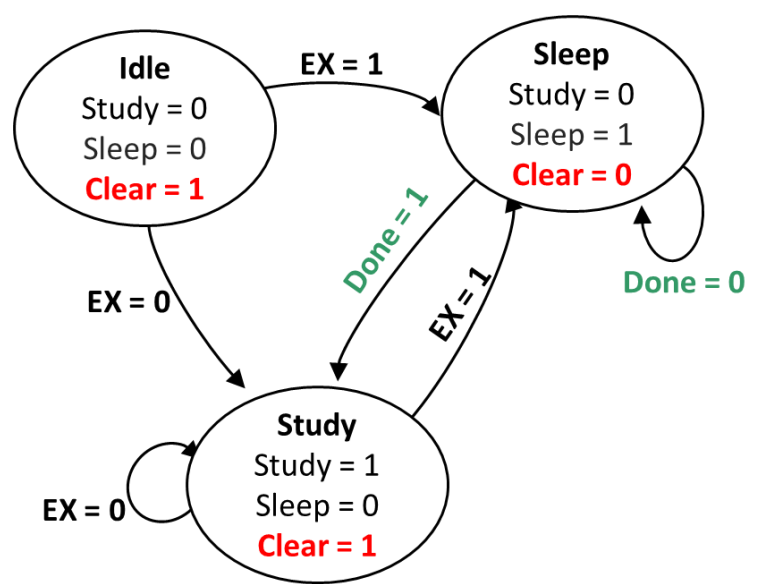 Idle
Study = 0
Sleep = 0
Clear = 1
EX = 1
Sleep
Study = 0
Sleep = 1
Clear = 0
Done = 1
Done = 0
EX = 0
EX = 1
Study
Study = 1
Sleep = 0
Clear = 1
EX = 0